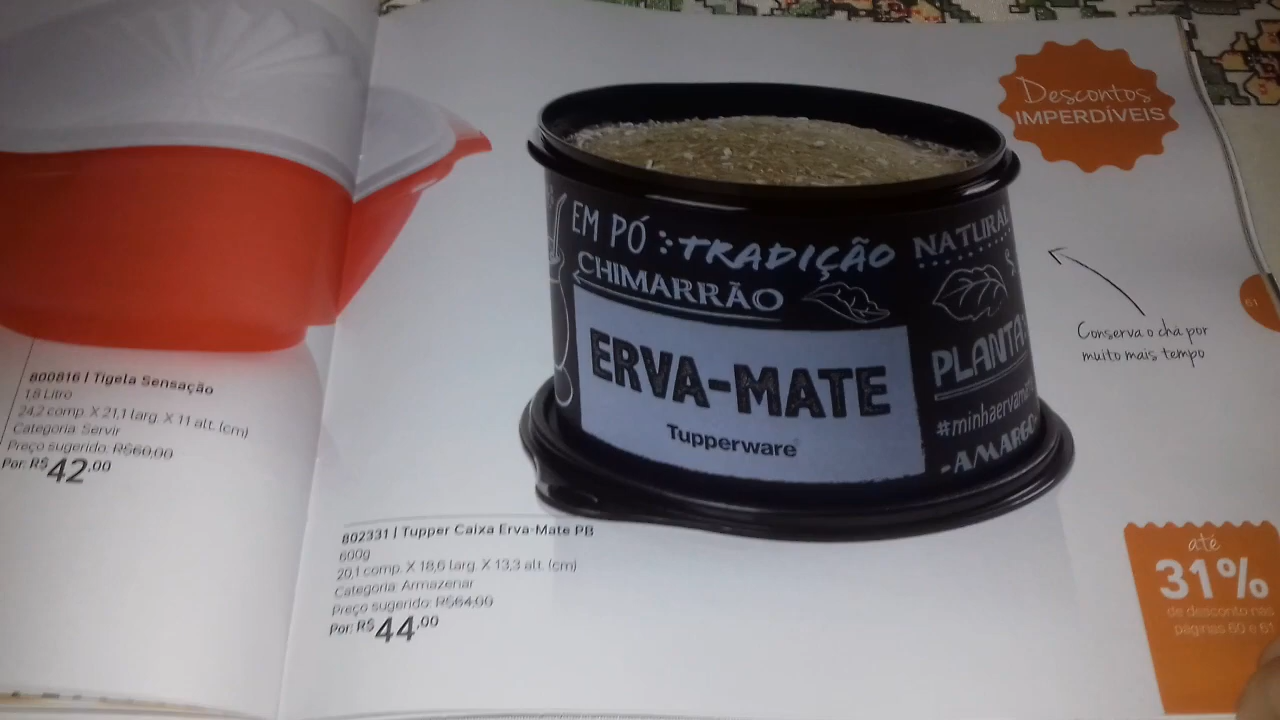 800816 | Tigela Sensação
1,8 Litro
24,2 comp. X 21,1 larg. X 11 alt. (cm)
Categoria: Servir
Preço sugerido: R$60,00
Por: R$42,00
Descontos
IMPERDÍVEIS
EM PÓ
TRADIÇÃO
CHIMARRÃO
ERVA-MATE
Tupperware
NATURAL
PLANTA
#minhaervama
-AMARGO
Conserva o chá por
muito mais tempo
61
802331 | Tupper Caixa Erva-Mate PB
600g
20,1 comp. X 18,6 larg. X 13,3 alt. (cm)
Categoria: Armazenar
Preço sugerido: R$64,00
Por: R$44,00
até
31%
de desconto nas
páginas 60 e 61